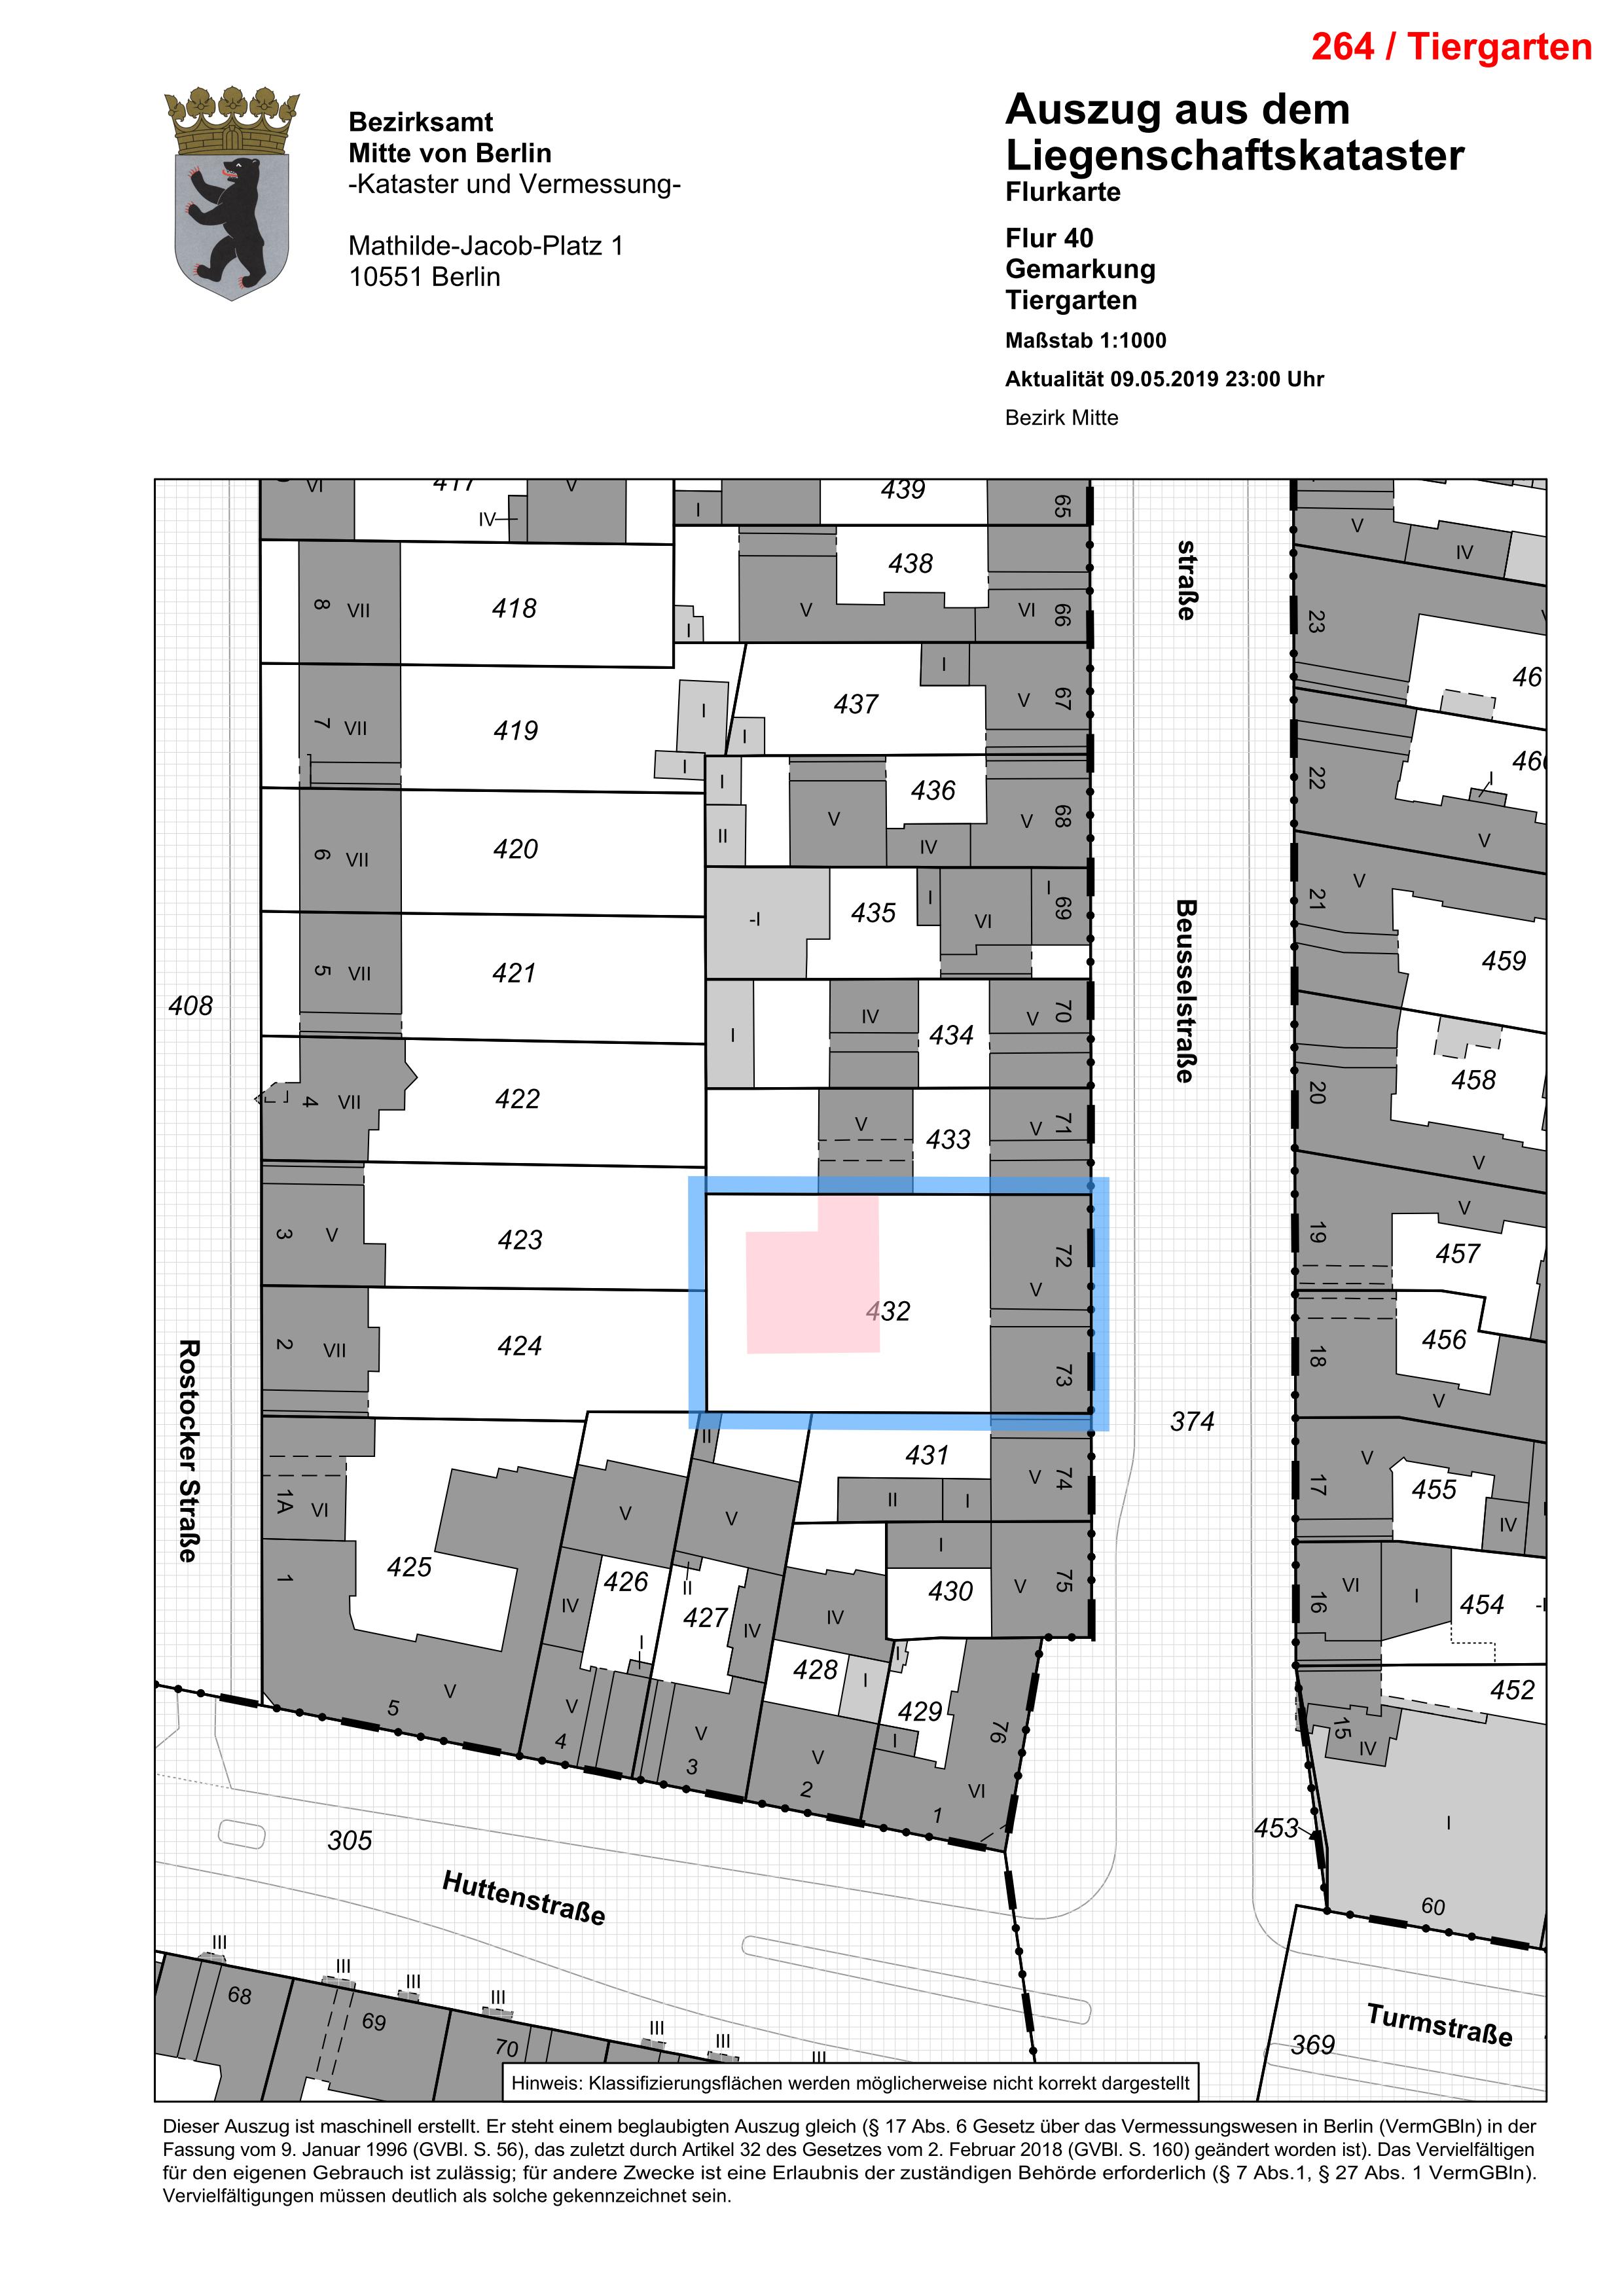 264 / Tiergarten
Bezirksamt
Mitte von Berlin
-Kataster und Vermessung-
Mathilde-Jacob-Platz 1
10551 Berlin
Auszug aus dem
Liegenschaftskataster
Flurkarte
Flur 40
Gemarkung
Tiergarten
Maßstab 1:1000
Aktualität 09.05.2019 23:00 Uhr
Bezirk Mitte
VI
417
V
IV
I
439
65
straße
V
IV
438
8
VII
418
I
V
VI
66
23
437
I
V
67
46
7
VII
419
I
I
I
I
436
V
68
22
I
V
II
V
IV
V
6
VII
420
-I
435
I
VI
I
69
21
V
459
5
VII
421
408
I
IV
434
V
70
Beusselstraße
20
458
V
4
VII
422
V
433
V
71
3
V
423
432
72
V
73
19
V
457
2
VII
424
18
456
V
Rostocker Straße
374
II
431
V
74
II
I
17
V
455
IV
1A
VI
1
425
V
V
IV
426
II
427
IV
I
I
430
V
75
IV
428
I
I
429
I
76
VI
16
VI
I
454
452
15
IV
5
V
V
4
V
3
V
2
1
305
453
I
60
Huttenstraße
III
III
III
III
III
III
III
68
69
70
369
Turmstraße
Hinweis: Klassifizierungsflächen werden möglicherweise nicht korrekt dargestellt
Dieser Auszug ist maschinell erstellt. Er steht einem beglaubigten Auszug gleich (§ 17 Abs. 6 Gesetz über das Vermessungswesen in Berlin (VermGBln) in der
Fassung vom 9. Januar 1996 (GVBl. S. 56), das zuletzt durch Artikel 32 des Gesetzes vom 2. Februar 2018 (GVBl. S. 160) geändert worden ist). Das Vervielfältigen
für den eigenen Gebrauch ist zulässig; für andere Zwecke ist eine Erlaubnis der zuständigen Behörde erforderlich (§ 7 Abs.1, § 27 Abs. 1 VermGBln).
Vervielfältigungen müssen deutlich als solche gekennzeichnet sein.